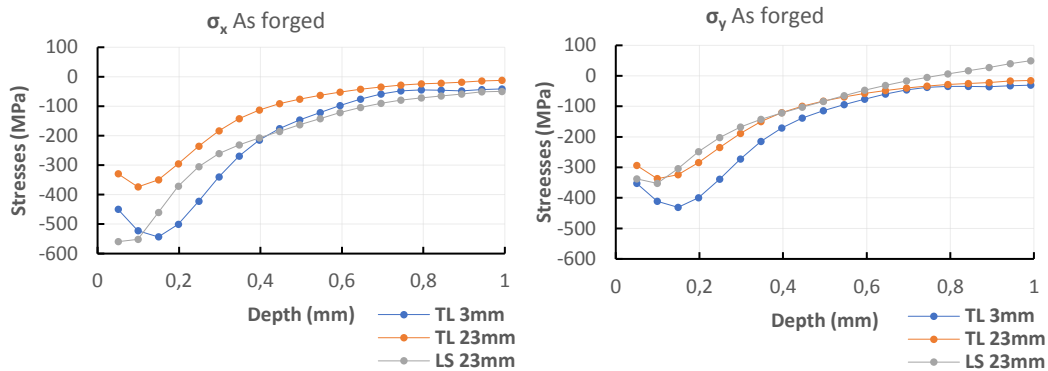 σx As forged
100
0
-100
-200
-300
-400
-500
-600
Stresses (MPa)
0 0,2 0,4 0,6 0,8 1
Depth (mm)
TL 3mm
TL 23mm
LS 23mm
σy As forged
100
0
-100
-200
-300
-400
-500
-600
Streeses (MPa)
0 0,2 0,4 0,6 0,8 1
Depth (mm)
TL 3mm
TL 23mm
LS 23mm